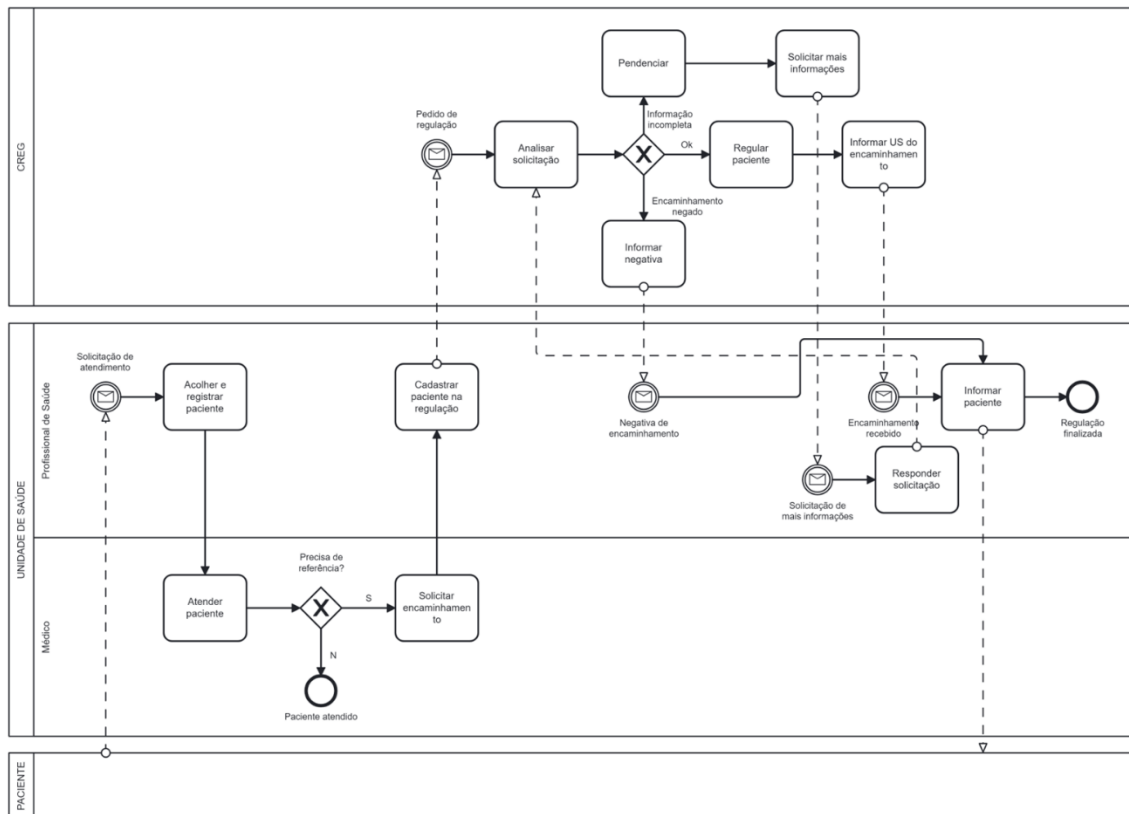 CREG
Pendenciar
Solicitar mais
informações
Pedido de
regulação
Informação
incompleta
Analisar
solicitação
Ok
Regular
paciente
Informar US do
encaminhamen
to
Encaminhamento
negado
Informar
negativa
UNIDADE DE SAÚDE
Profissional de Saúde
Solicitação de
atendimento
Acolher e
registrar
paciente
Cadastrar
paciente na
regulação
Negativa de
encaminhamento
Encaminhamento
recebido
Informar
paciente
Regulação
finalizada
Solicitação de
mais informações
Responder
solicitação
Médico
Atender
paciente
Precisa de
referência?
S
N
Solicitar
encaminhamen
to
Paciente atendido
PACIENTE